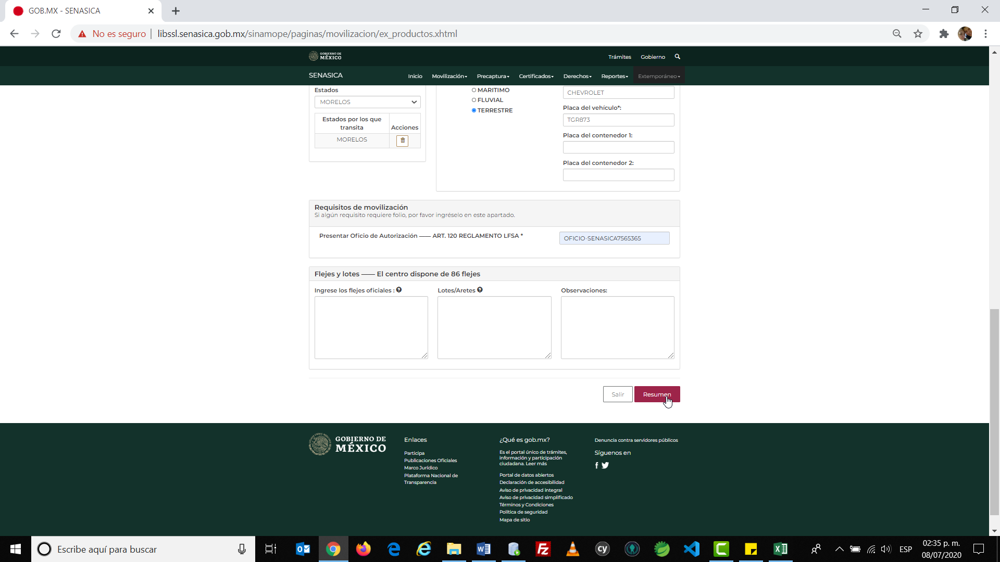 GOB.MX - SENASICA
No es seguro | libssl.senasica.gob.mx/sinamope/paginas/movilizacion/ex_productos.xhtml
GOBIERNO DE
MÉXICO
Trámites Gobierno
SENASICA
Inicio Movilización Precaptura Certificados Derechos Reportes Extemporáneo
Estados
MORELOS
Estados por los que
transita
Acciones
MORELOS
MARITIMO
FLUVIAL
TERRESTRE
CHEVROLET
Placa del vehículo*:
TGR873
Placa del contenedor 1:
Placa del contenedor 2:
Requisitos de movilización
Si algún requisito requiere folio, por favor ingréselo en este apartado.
Presentar Oficio de Autorización —— ART. 120 REGLAMENTO LFSA *
OFICIO-SENASICA7565365
Flejes y lotes —— El centro dispone de 86 flejes
Ingrese los flejes oficiales :
Lotes/Aretes
Observaciones:
Salir
Resumen
GOBIERNO DE
MÉXICO
Enlaces
Participa
Publicaciones Oficiales
Marco Jurídico
Plataforma Nacional de
Transparencia
¿Qué es gob.mx?
Es el portal único de trámites,
información y participación
ciudadana. Leer más
Portal de datos abiertos
Declaración de accesibilidad
Aviso de privacidad integral
Aviso de privacidad simplificado
Términos y Condiciones
Política de seguridad
Mapa de sitio
Denuncia contra servidores públicos
Síguenos en
Escribe aquí para buscar
ESP
02:35 p. m.
08/07/2020